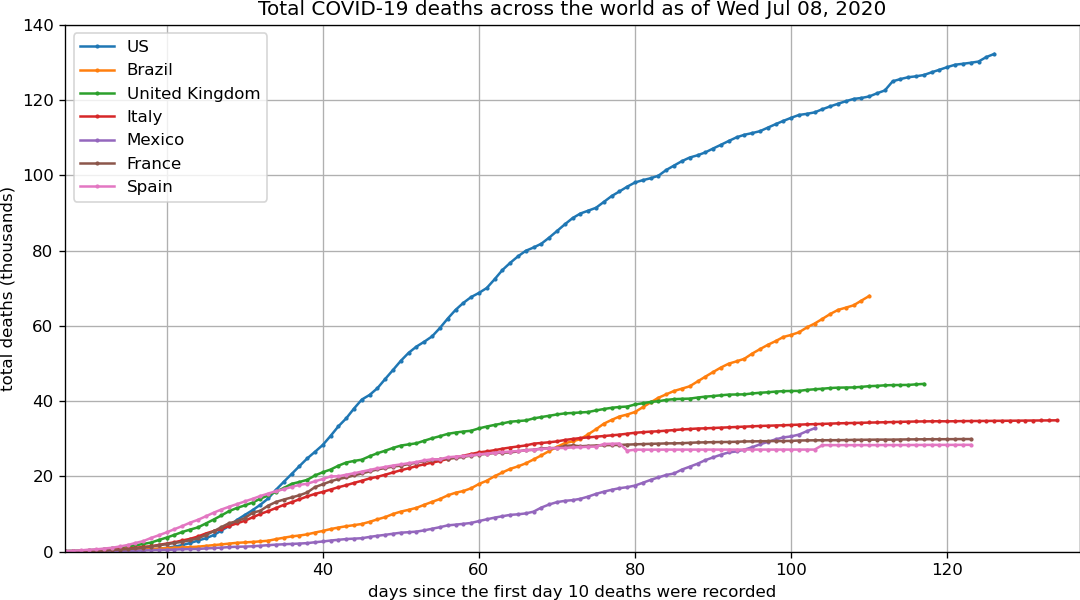 Total COVID-19 deaths across the world as of Wed Jul 08, 2020
total deaths (thousands)
140
120
100
80
60
40
20
0
US
Brazil
United Kingdom
Italy
Mexico
France
Spain
20
40
60
80
100
120
days since the first day 10 deaths were recorded